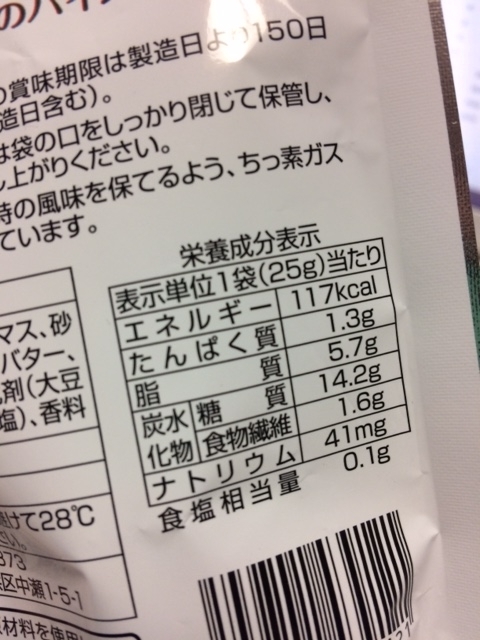 のハイ
賞味期限は製造日より150日
造日含む)。
は袋の口をしっかり閉じて保管し、
し上がりください。
時の風味を保てるよう、ちっ素ガス
ています。
栄養成分表示
表示単位1袋(25g)当たり
エネルギー 117kcal
たんぱく質 1.3g
脂質 5.7g
炭水化物 糖質 14.2g
食物繊維 1.6g
ナトリウム 41mg
食塩相当量 0.1g
マス、砂
バター、
剤(大豆
塩)、香料
けて28℃
373
区中瀬1-5-1
材料を使用